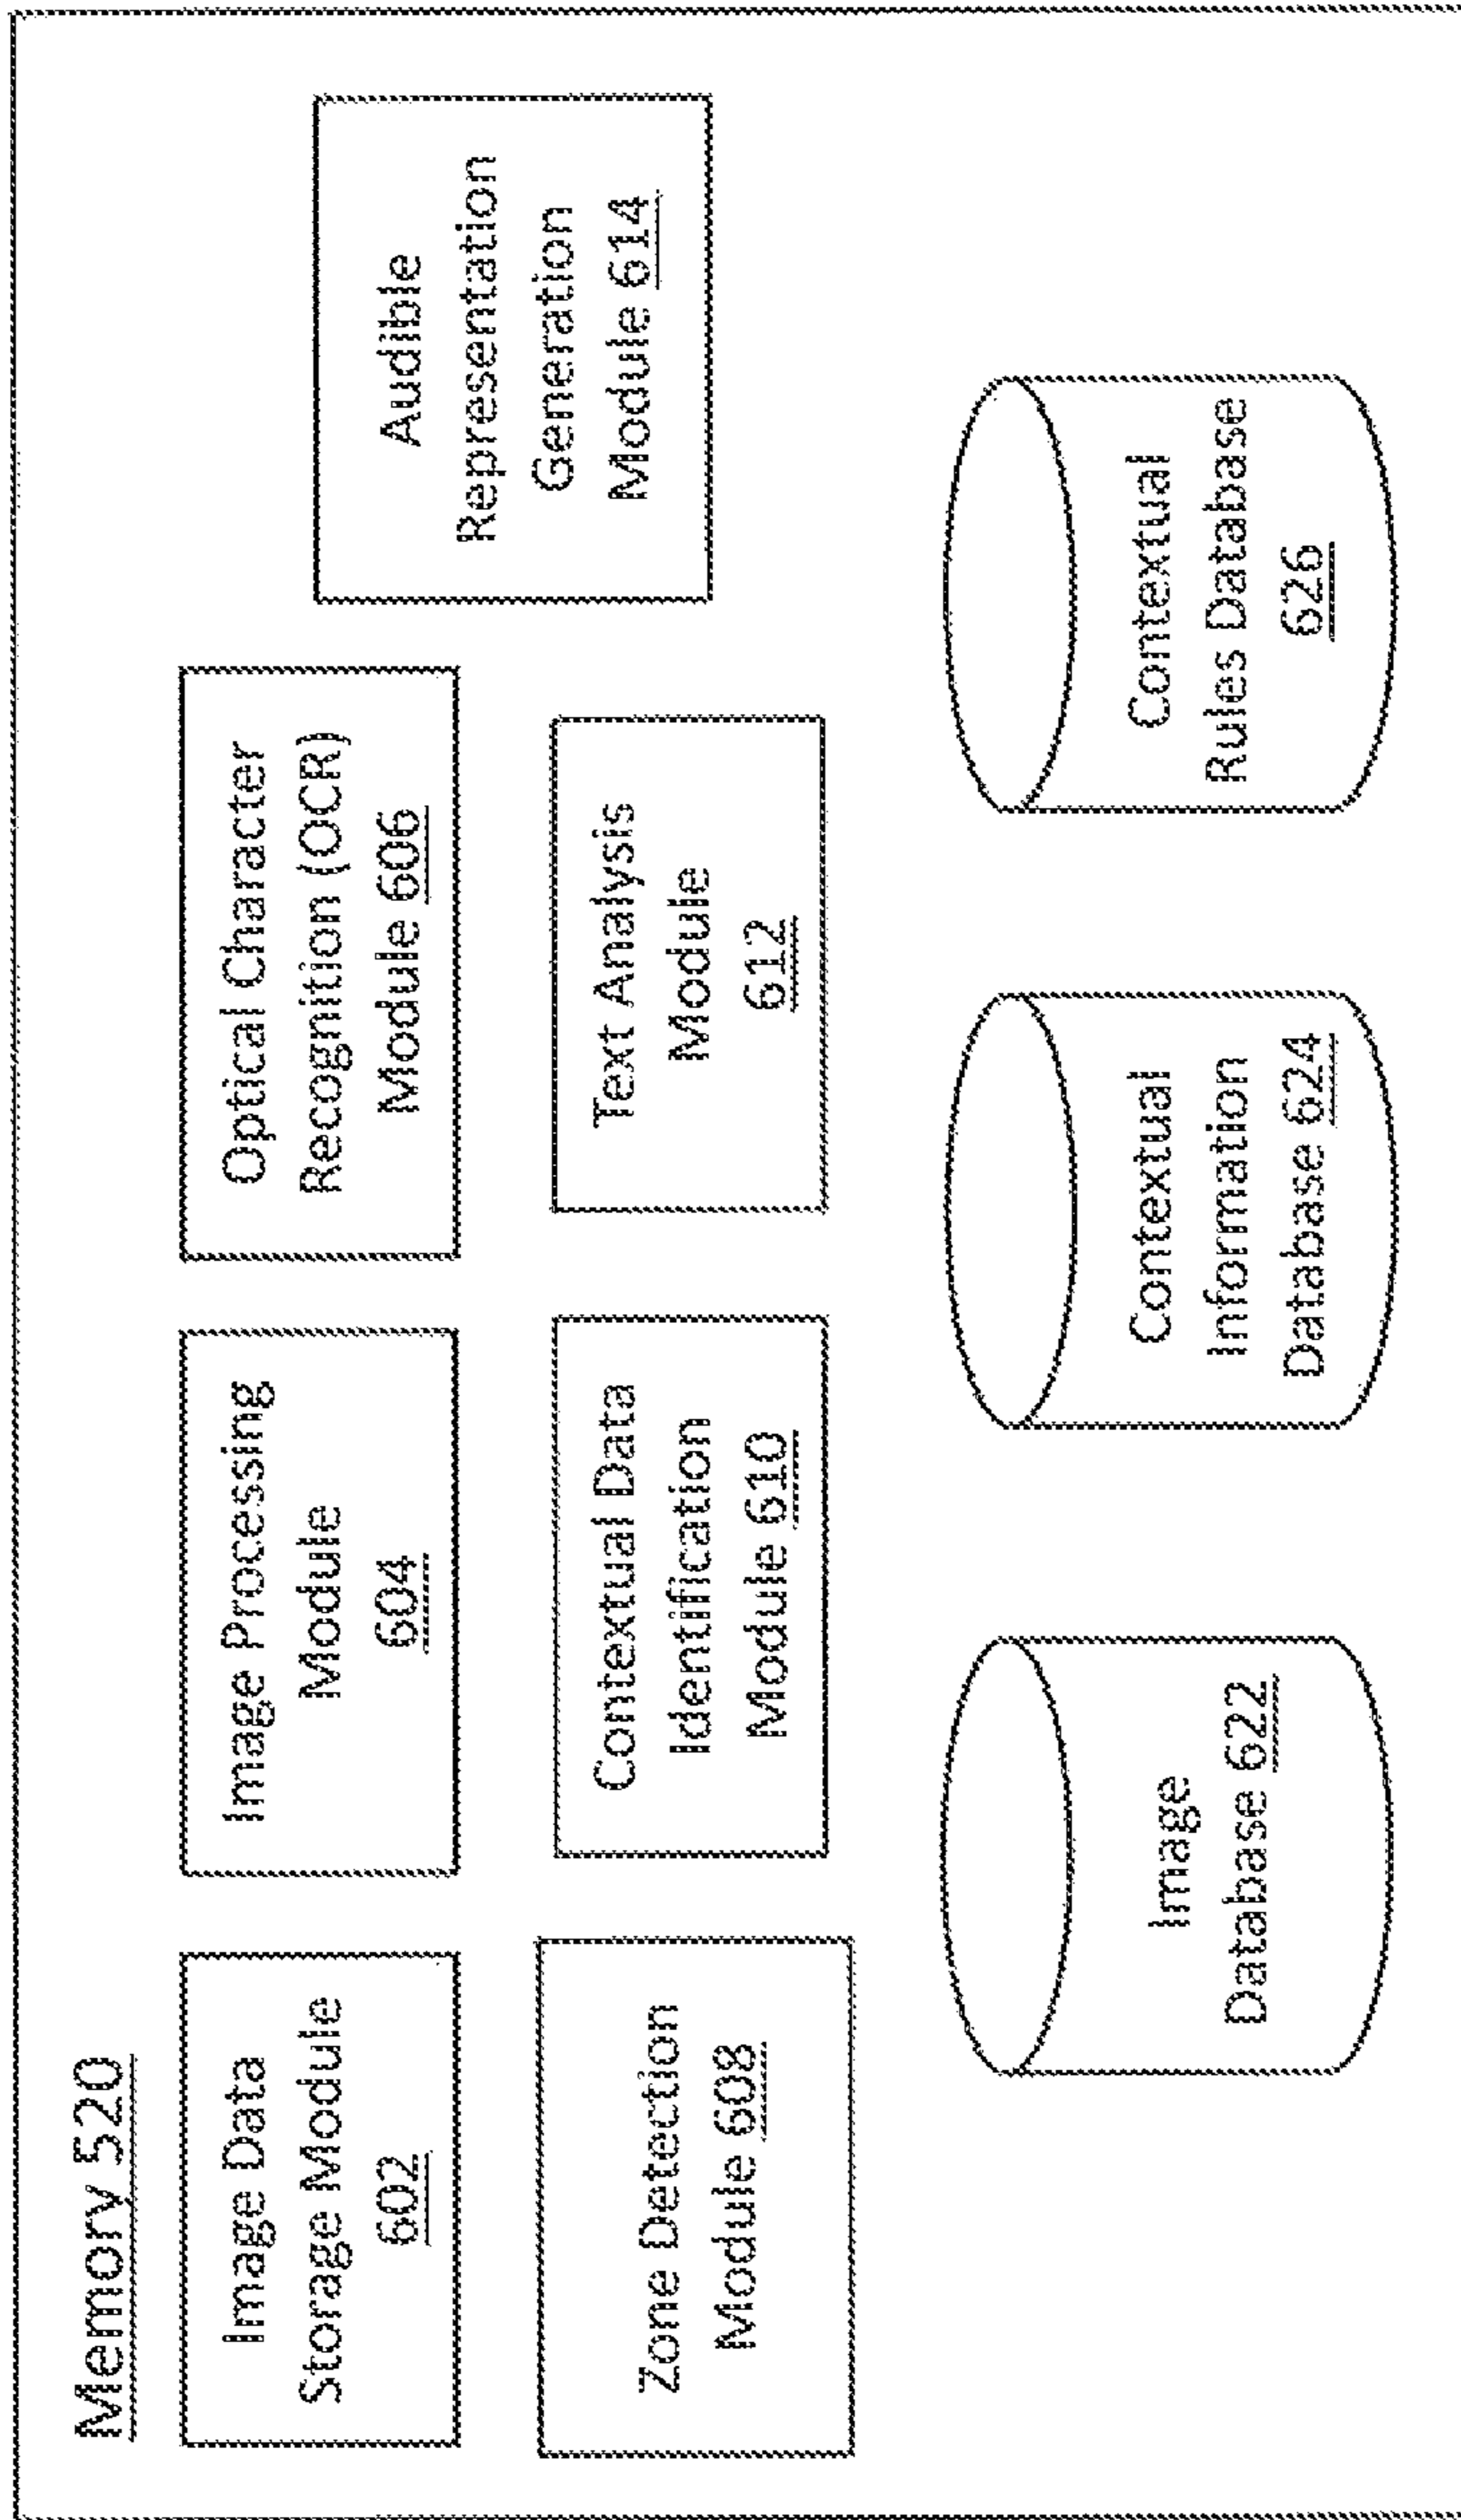 Memory 520
Image Data
Storage Module
602
Image Processing
Module
604
Optical Character
Recognition (OCR)
Module 606
Audible
Representation
Generation
Module 614
Zone Detection
Module 608
Contextual Data
Identification
Module 610
Text Analysis
Module
612
Image
Database 622
Contextual
Information
Database 624
Contextual
Rules Database
626